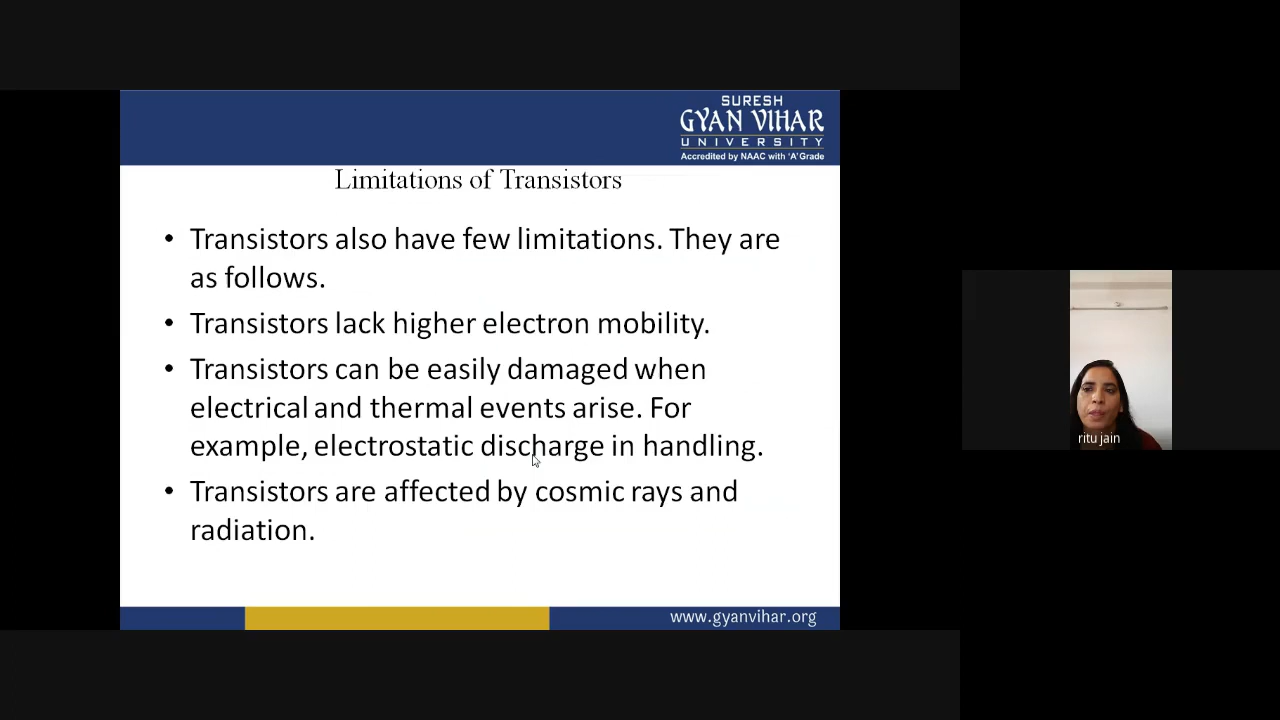 SURESH
GYAN VIHAR
UNIVERSITY
Accredited by NAAC with 'A' Grade
Limitations of Transistors
• Transistors also have few limitations. They are
as follows.
• Transistors lack higher electron mobility.
• Transistors can be easily damaged when
electrical and thermal events arise. For
example, electrostatic discharge in handling.
• Transistors are affected by cosmic rays and
radiation.
www.gyanvihar.org
ritu jain